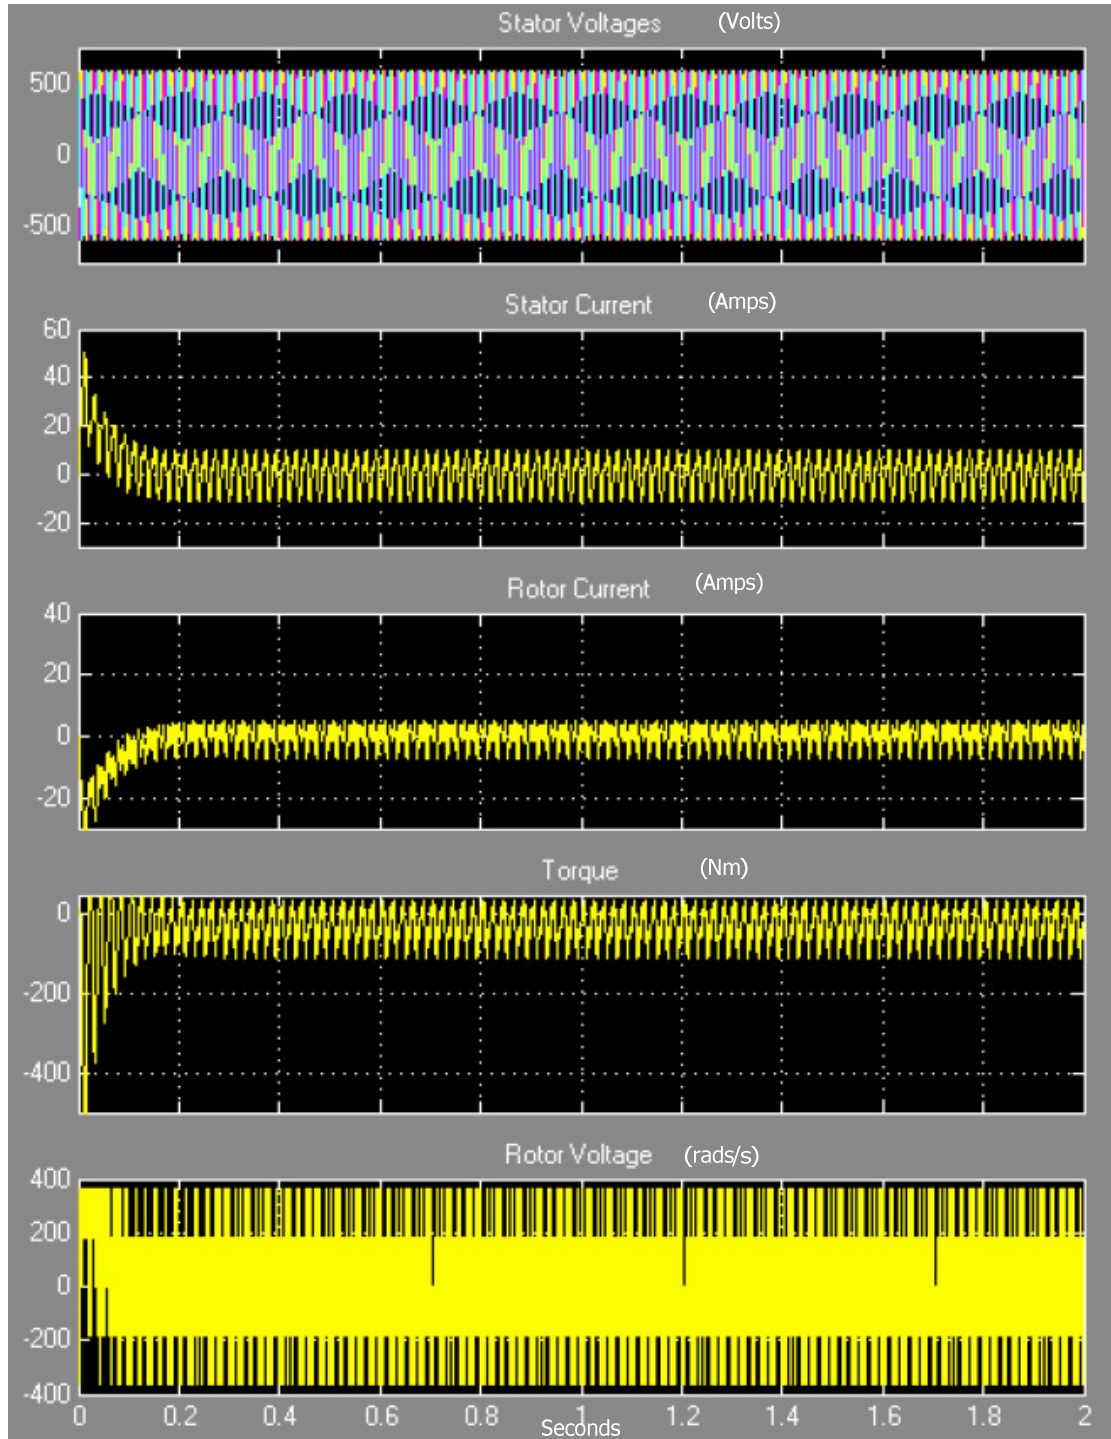 Stator Voltages (Volts)
500
0
-500
Stator Current (Amps)
60
40
20
0
-20
Rotor Current (Amps)
40
20
0
-20
Torque (Nm)
0
-200
-400
Rotor Voltage (rads/s)
400
200
0
-200
-400
0 0.2 0.4 0.6 0.8 1 1.2 1.4 1.6 1.8 2
Seconds